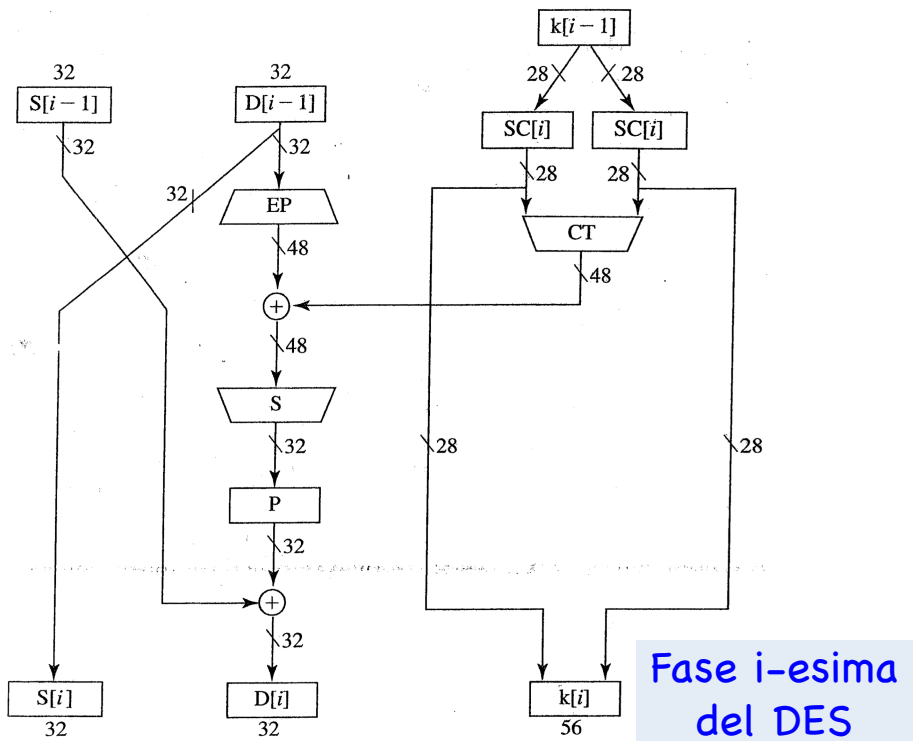 k[i − 1]
28 28
32 32
S[i − 1] D[i − 1]
SC[i] SC[i]
32 32
28 28
32
EP
CT
48
48
+
48
S
32
28 28
P
32
+
32
S[i] D[i] k[i]
32 32 56
Fase i-esima
del DES